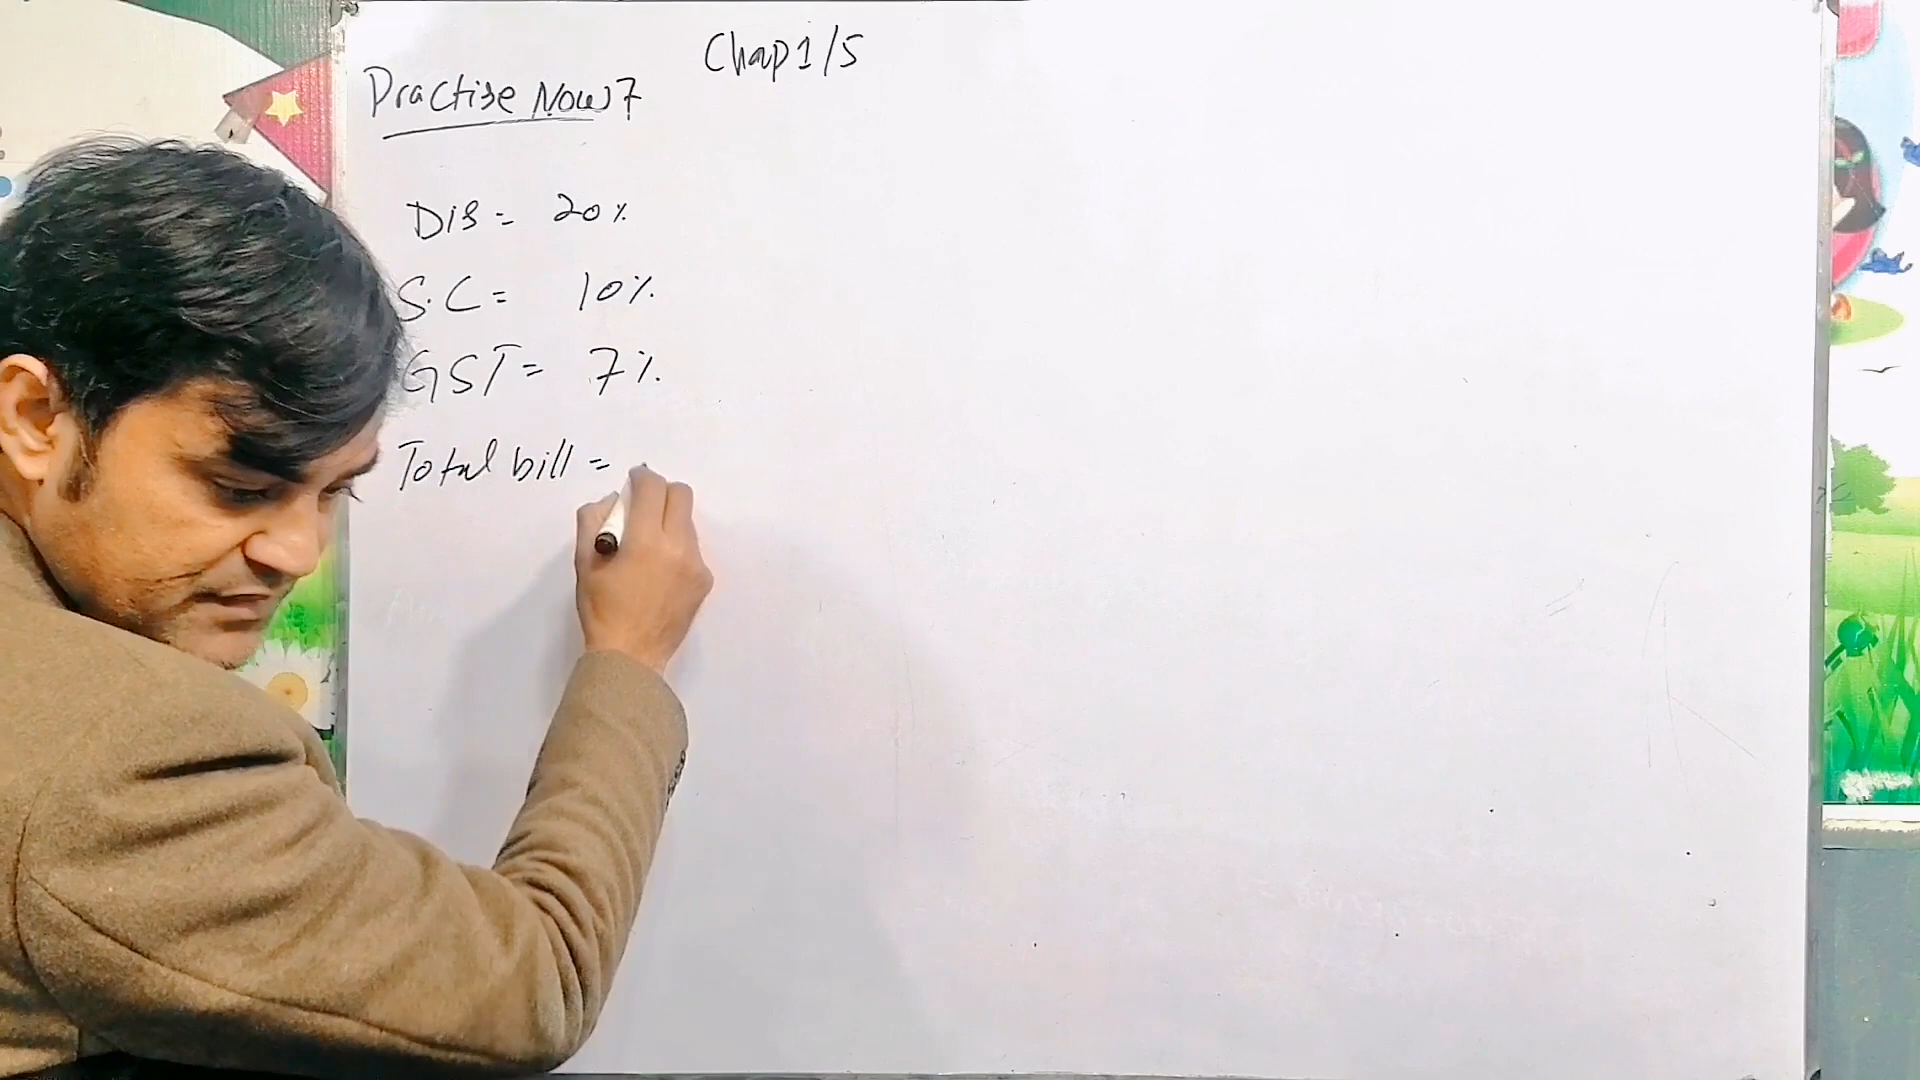 Chap 1/5
Practise Now 7
Dis = 20%
S.C = 10%
GST = 7%
Total bill =